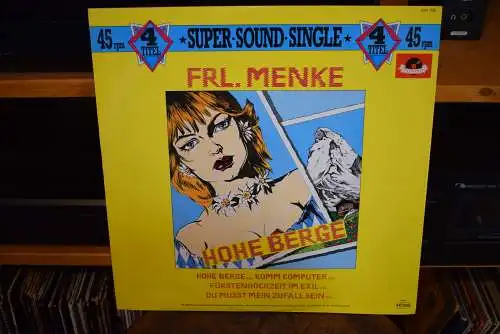 45 rpm 4 TITEL ★SUPER-SOUND-SINGLE★ 4 TITEL 45 rpm
FRL. MENKE
HOHE BERGE
HOHE BERGE KOMM COMPUTER
FÜRSTENHOCHZEIT IM EXIL
DU MUSST MEIN ZUFALL SEIN